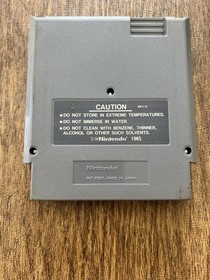 CAUTION
• DO NOT STORE IN EXTREME TEMPERATURES.
• DO NOT IMMERSE IN WATER.
• DO NOT CLEAN WITH BENZENE, THINNER,
ALCOHOL OR OTHER SUCH SOLVENTS.
Nintendo 1985
Nintendo